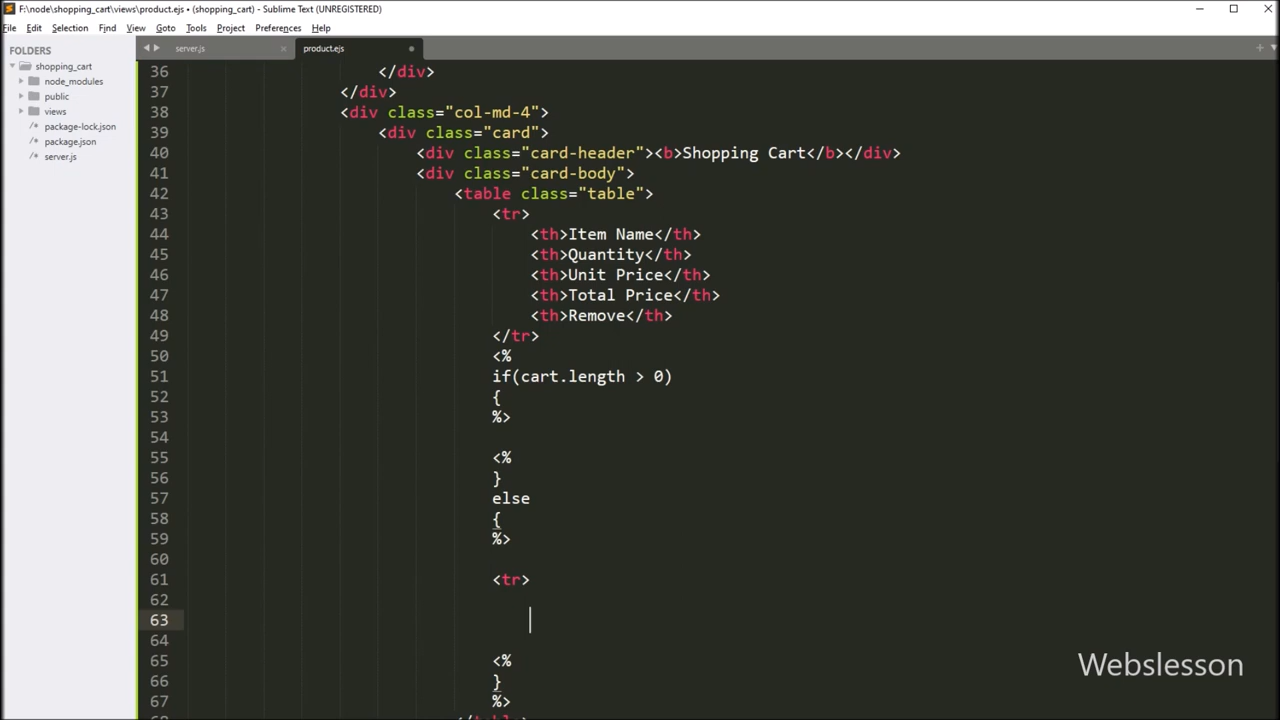 F:\node\shopping_cart\views\product.ejs • (shopping_cart) - Sublime Text (UNREGISTERED)
File Edit Selection Find View Goto Tools Project Preferences Help
FOLDERS
shopping_cart
node_modules
public
views
package-lock.json
package.json
server.js
server.js product.ejs
36 </div>
37 </div>
38 <div class="col-md-4">
39 <div class="card">
40 <div class="card-header"><b>Shopping Cart</b></div>
41 <div class="card-body">
42 <table class="table">
43 <tr>
44 <th>Item Name</th>
45 <th>Quantity</th>
46 <th>Unit Price</th>
47 <th>Total Price</th>
48 <th>Remove</th>
49 </tr>
50 <%
51 if(cart.length > 0)
52 {
53 %>
54
55 <%
56 }
57 else
58 {
59 %>
60
61 <tr>
62
63
64
65 <%
66 }
67 %>
Webslesson